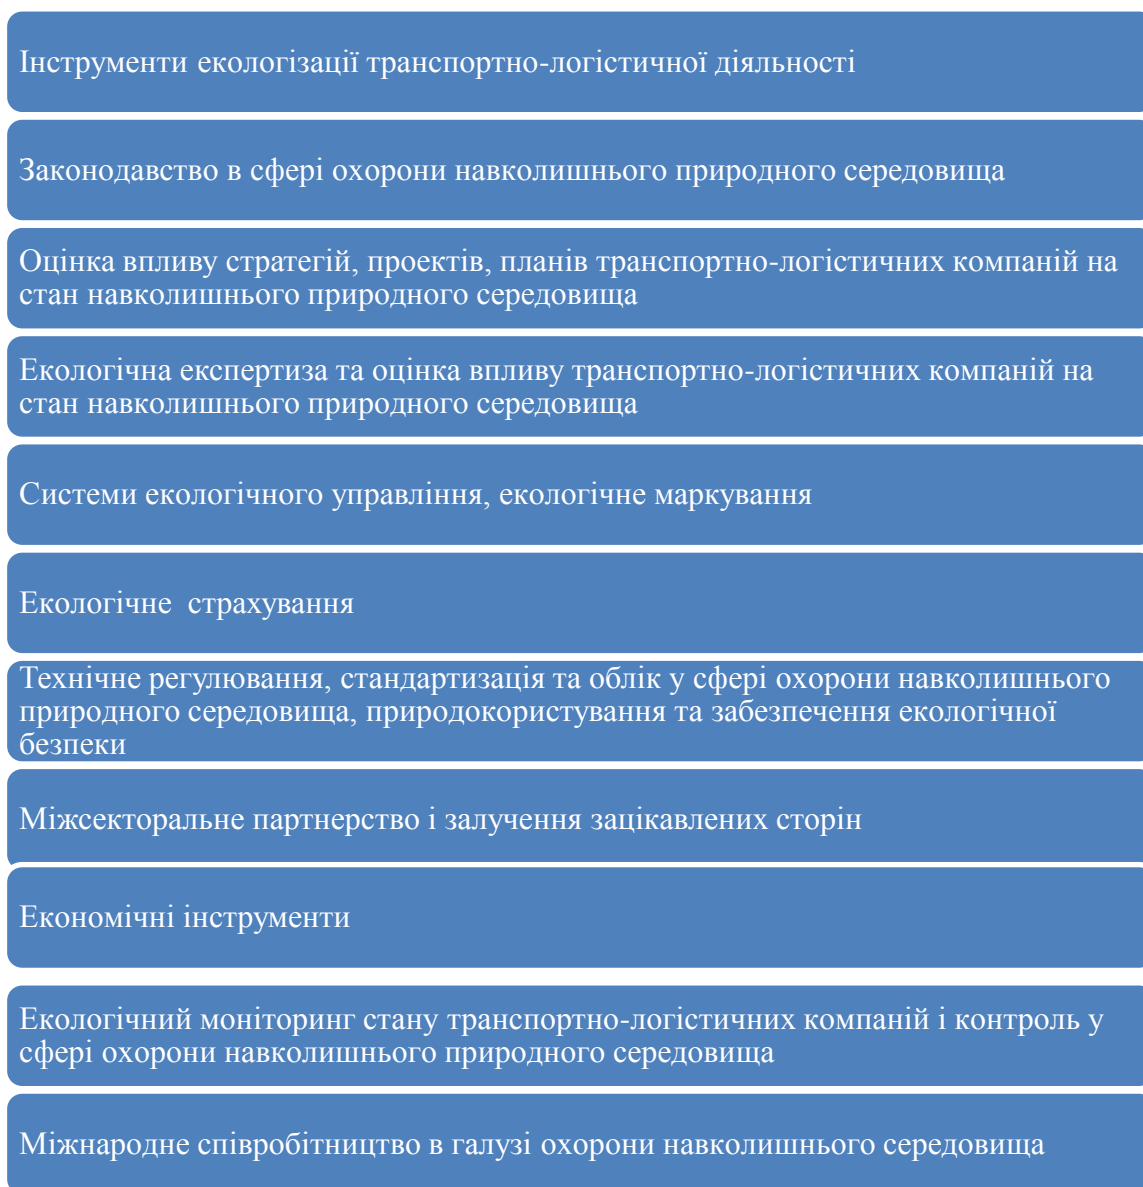 Інструменти екологізації транспортно-логістичної діяльності
Законодавство в сфері охорони навколишнього природного середовища
Оцінка впливу стратегій, проектів, планів транспортно-логістичних компаній на
стан навколишнього природного середовища
Екологічна експертиза та оцінка впливу транспортно-логістичних компаній на
стан навколишнього природного середовища
Системи екологічного управління, екологічне маркування
Екологічне  страхування
Технічне регулювання, стандартизація та облік у сфері охорони навколишнього
природного середовища, природокористування та забезпечення екологічної
безпеки
Міжсекторальне партнерство і залучення зацікавлених сторін
Економічні інструменти
Екологічний моніторинг стану транспортно-логістичних компаній і контроль у
сфері охорони навколишнього природного середовища
Міжнародне співробітництво в галузі охорони навколишнього середовища